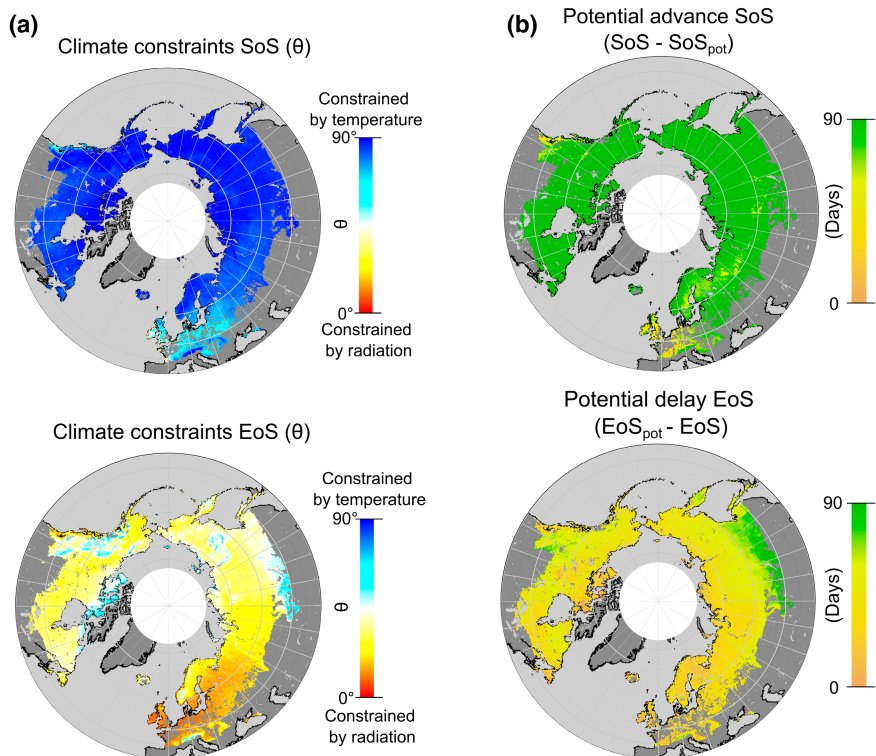 (a)
Climate constraints SoS (θ)
Constrained
by temperature
90°
θ
0°
Constrained
by radiation
(b)
Potential advance SoS
(SoS - SoSpot)
90
(Days)
0
Climate constraints EoS (θ)
Constrained
by temperature
90°
θ
0°
Constrained
by radiation
Potential delay EoS
(EoSpot - EoS)
90
(Days)
0